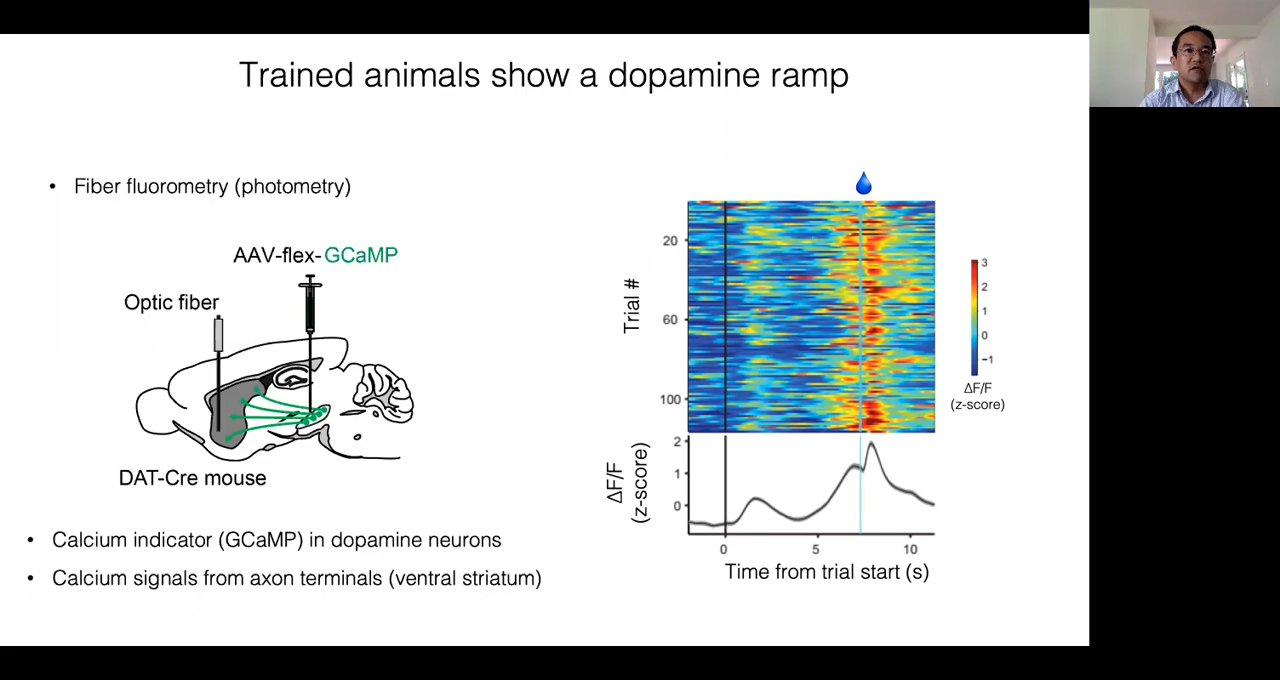 Trained animals show a dopamine ramp
• Fiber fluorometry (photometry)
AAV-flex-GCaMP
Optic fiber
DAT-Cre mouse
• Calcium indicator (GCaMP) in dopamine neurons
• Calcium signals from axon terminals (ventral striatum)
Trial #
20
60
100
3
2
1
0
−1
ΔF/F
(z-score)
ΔF/F
(z-score)
2
1
0
0 5 10
Time from trial start (s)